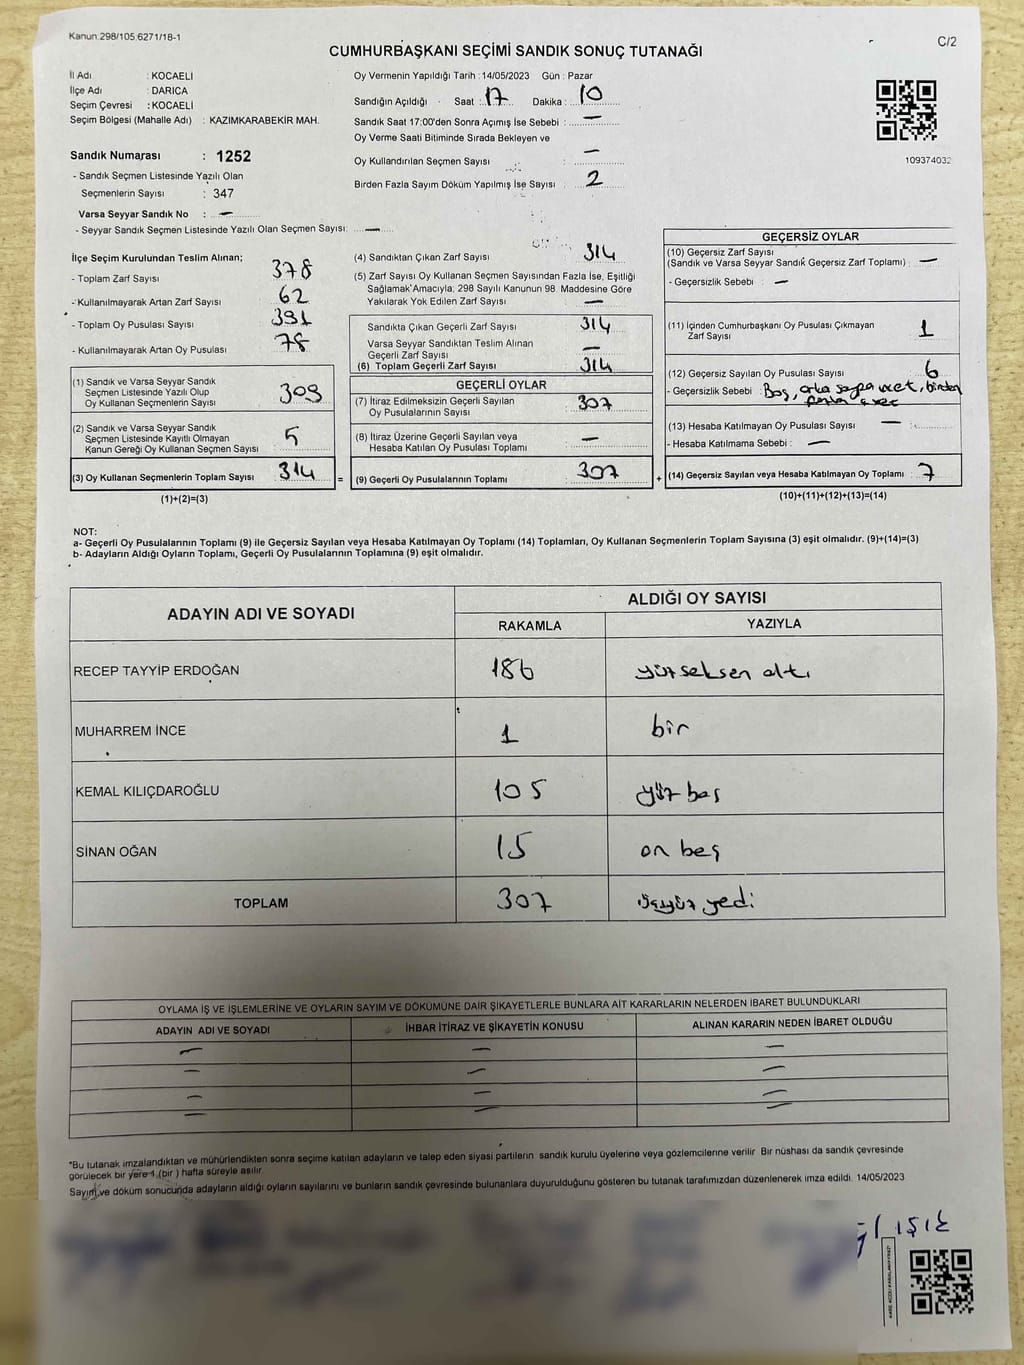 Kanun:298/105.6271/18-1
C/2
CUMHURBAŞKANI SEÇİMİ SANDIK SONUÇ TUTANAĞI
İl Adı : KOCAELİ
İlçe Adı : DARICA
Seçim Çevresi : KOCAELİ
Seçim Bölgesi (Mahalle Adı) : KAZIMKARABEKİR MAH.
Sandık Numarası : 1252
- Sandık Seçmen Listesinde Yazılı Olan
Seçmenlerin Sayısı : 347
Varsa Seyyar Sandık No : —
- Seyyar Sandık Seçmen Listesinde Yazılı Olan Seçmen Sayısı: —
Oy Vermenin Yapıldığı Tarih : 14/05/2023 Gün : Pazar
Sandığın Açıldığı Saat : 17 Dakika : 10
Sandık Saat 17:00'den Sonra Açımış İse Sebebi : —
Oy Verme Saati Bitiminde Sırada Bekleyen ve
Oy Kullandırılan Seçmen Sayısı : —
Birden Fazla Sayım Döküm Yapılmış İse Sayısı : 2
109374032
İlçe Seçim Kurulundan Teslim Alınan;
- Toplam Zarf Sayısı : 378
- Kullanılmayarak Artan Zarf Sayısı : 62
- Toplam Oy Pusulası Sayısı : 391
- Kullanılmayarak Artan Oy Pusulası : 78
(1) Sandık ve Varsa Seyyar Sandık
Seçmen Listesinde Yazılı Olup
Oy Kullanan Seçmenlerin Sayısı : 309
(2) Sandık ve Varsa Seyyar Sandık
Seçmen Listesinde Kayıtlı Olmayan
Kanun Gereği Oy Kullanan Seçmen Sayısı : 5
(3) Oy Kullanan Seçmenlerin Toplam Sayısı : 314
(1)+(2)=(3)
(4) Sandıktan Çıkan Zarf Sayısı : 314
(5) Zarf Sayısı Oy Kullanan Seçmen Sayısından Fazla İse, Eşitliği
Sağlamak Amacıyla, 298 Sayılı Kanunun 98. Maddesine Göre
Yakılarak Yok Edilen Zarf Sayısı : —
Sandıkta Çıkan Geçerli Zarf Sayısı : 314
Varsa Seyyar Sandıktan Teslim Alınan
Geçerli Zarf Sayısı : —
(6) Toplam Geçerli Zarf Sayısı : 314
GEÇERLİ OYLAR
(7) İtiraz Edilmeksizin Geçerli Sayılan
Oy Pusulalarının Sayısı : 307
(8) İtiraz Üzerine Geçerli Sayılan veya
Hesaba Katılan Oy Pusulası Toplamı : —
= (9) Geçerli Oy Pusulalarının Toplamı : 307 +
GEÇERSİZ OYLAR
(10) Geçersiz Zarf Sayısı
(Sandık ve Varsa Seyyar Sandık Geçersiz Zarf Toplamı) : —
- Geçersizlik Sebebi : —
(11) İçinden Cumhurbaşkanı Oy Pusulası Çıkmayan
Zarf Sayısı : 1
(12) Geçersiz Sayılan Oy Pusulası Sayısı : 6
- Geçersizlik Sebebi : Boş, evet, birden
evet
(13) Hesaba Katılmayan Oy Pusulası Sayısı : —
- Hesaba Katılmama Sebebi : —
(14) Geçersiz Sayılan veya Hesaba Katılmayan Oy Toplamı : 7
(10)+(11)+(12)+(13)=(14)
NOT:
a- Geçerli Oy Pusulalarının Toplamı (9) ile Geçersiz Sayılan veya Hesaba Katılmayan Oy Toplamı (14) Toplamları, Oy Kullanan Seçmenlerin Toplam Sayısına (3) eşit olmalıdır. (9)+(14)=(3)
b- Adayların Aldığı Oyların Toplamı, Geçerli Oy Pusulalarının Toplamına (9) eşit olmalıdır.
ADAYIN ADI VE SOYADI
ALDIĞI OY SAYISI
RAKAMLA YAZIYLA
RECEP TAYYİP ERDOĞAN 186 yüz seksen altı
MUHARREM İNCE 1 bir
KEMAL KILIÇDAROĞLU 105 yüz beş
SİNAN OĞAN 15 on beş
TOPLAM 307 üçyüz yedi
OYLAMA İŞ VE İŞLEMLERİNE VE OYLARIN SAYIM VE DÖKÜMÜNE DAİR ŞİKAYETLERLE BUNLARA AİT KARARLARIN NELERDEN İBARET BULUNDUKLARI
ADAYIN ADI VE SOYADI İHBAR İTİRAZ VE ŞİKAYETİN KONUSU ALINAN KARARIN NEDEN İBARET OLDUĞU
— — —
— — —
— — —
— — —
*Bu tutanak imzalandıktan ve mühürlendikten sonra seçime katılan adayların ve talep eden siyasi partilerin sandık kurulu üyelerine veya gözlemcilerine verilir. Bir nüshası da sandık çevresinde
görülecek bir yere 1 (bir ) hafta süreyle asılır.
Sayım ve döküm sonucunda adayların aldığı oyların sayılarını ve bunların sandık çevresinde bulunanlara duyurulduğunu gösteren bu tutanak tarafımızdan düzenlenerek imza edildi. 14/05/2023
IŞIK